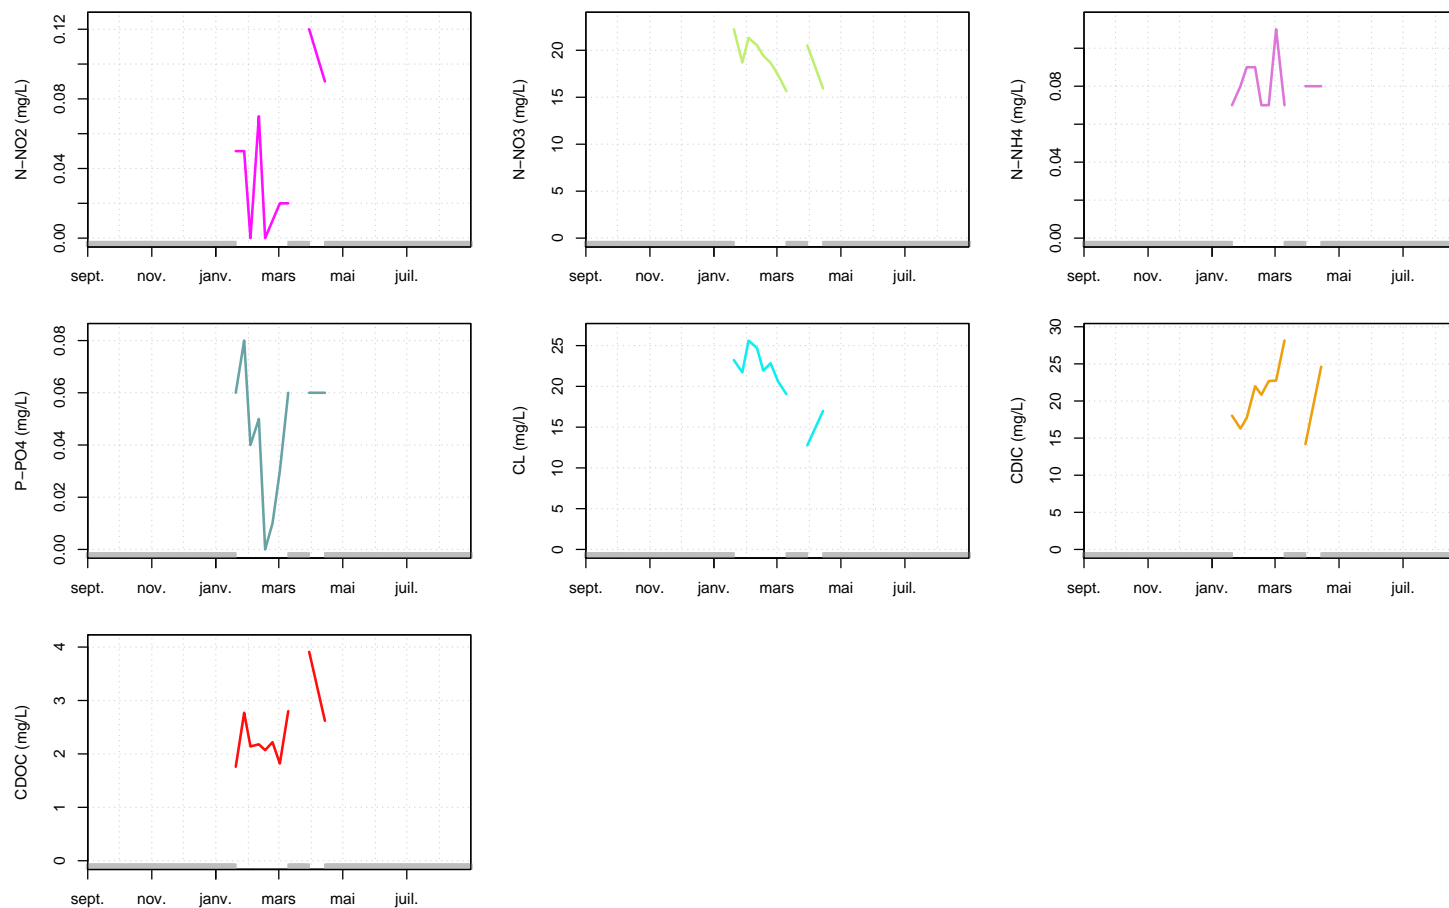 N−NO2 (mg/L)
0.00 0.04 0.08 0.12
sept. nov. janv. mars mai juil.
N−NO3 (mg/L)
0 5 10 15 20
sept. nov. janv. mars mai juil.
N−NH4 (mg/L)
0.00 0.04 0.08
sept. nov. janv. mars mai juil.
P−PO4 (mg/L)
0.00 0.02 0.04 0.06 0.08
sept. nov. janv. mars mai juil.
CL (mg/L)
0 5 10 15 20 25
sept. nov. janv. mars mai juil.
CDIC (mg/L)
0 5 10 15 20 25 30
sept. nov. janv. mars mai juil.
CDOC (mg/L)
0 1 2 3 4
sept. nov. janv. mars mai juil.